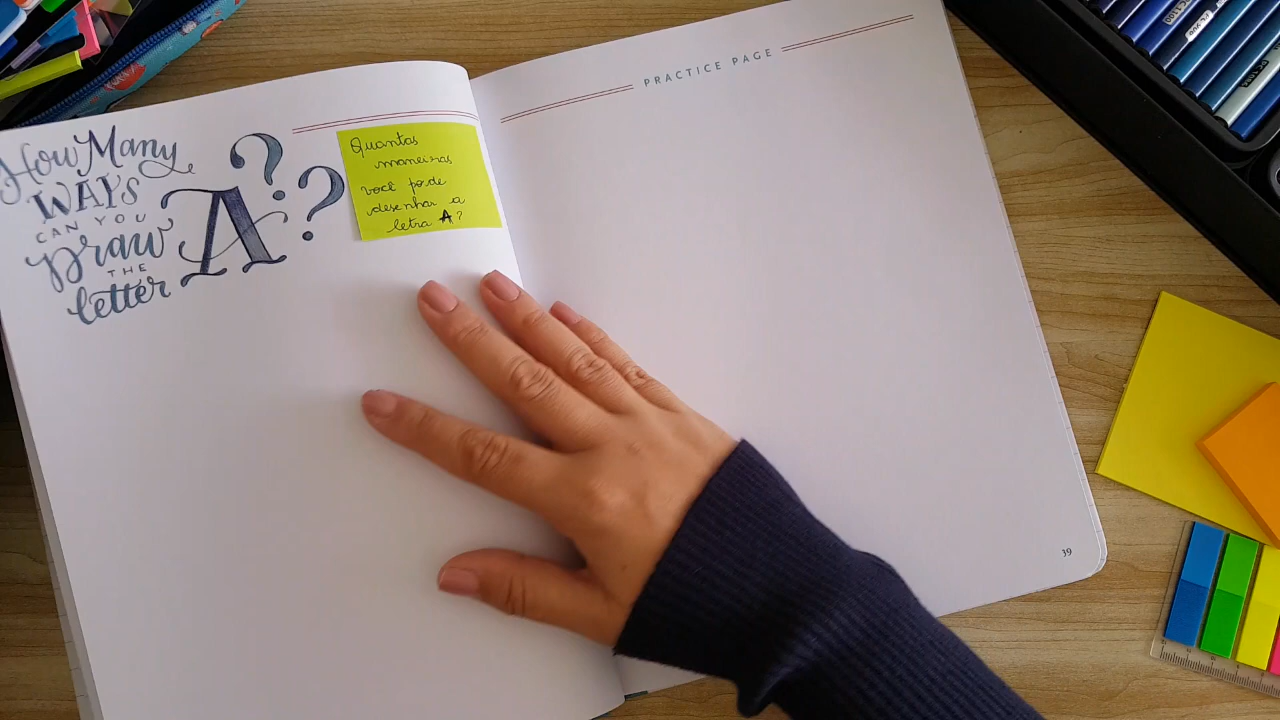 How Many
WAYS
CAN YOU
Draw
THE
letter
A??
Quantas
maneiras
você pode
desenhar a
letra A?
PRACTICE PAGE
39